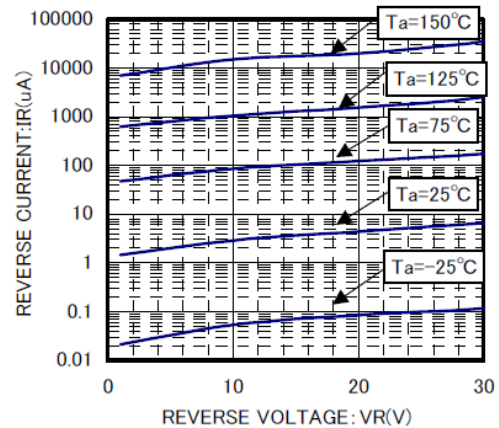 100000
10000
1000
100
10
1
0.1
0.01
REVERSE CURRENT:IR(uA)
Ta=150℃
Ta=125℃
Ta=75℃
Ta=25℃
Ta=-25℃
0
10
20
30
REVERSE VOLTAGE:VR(V)